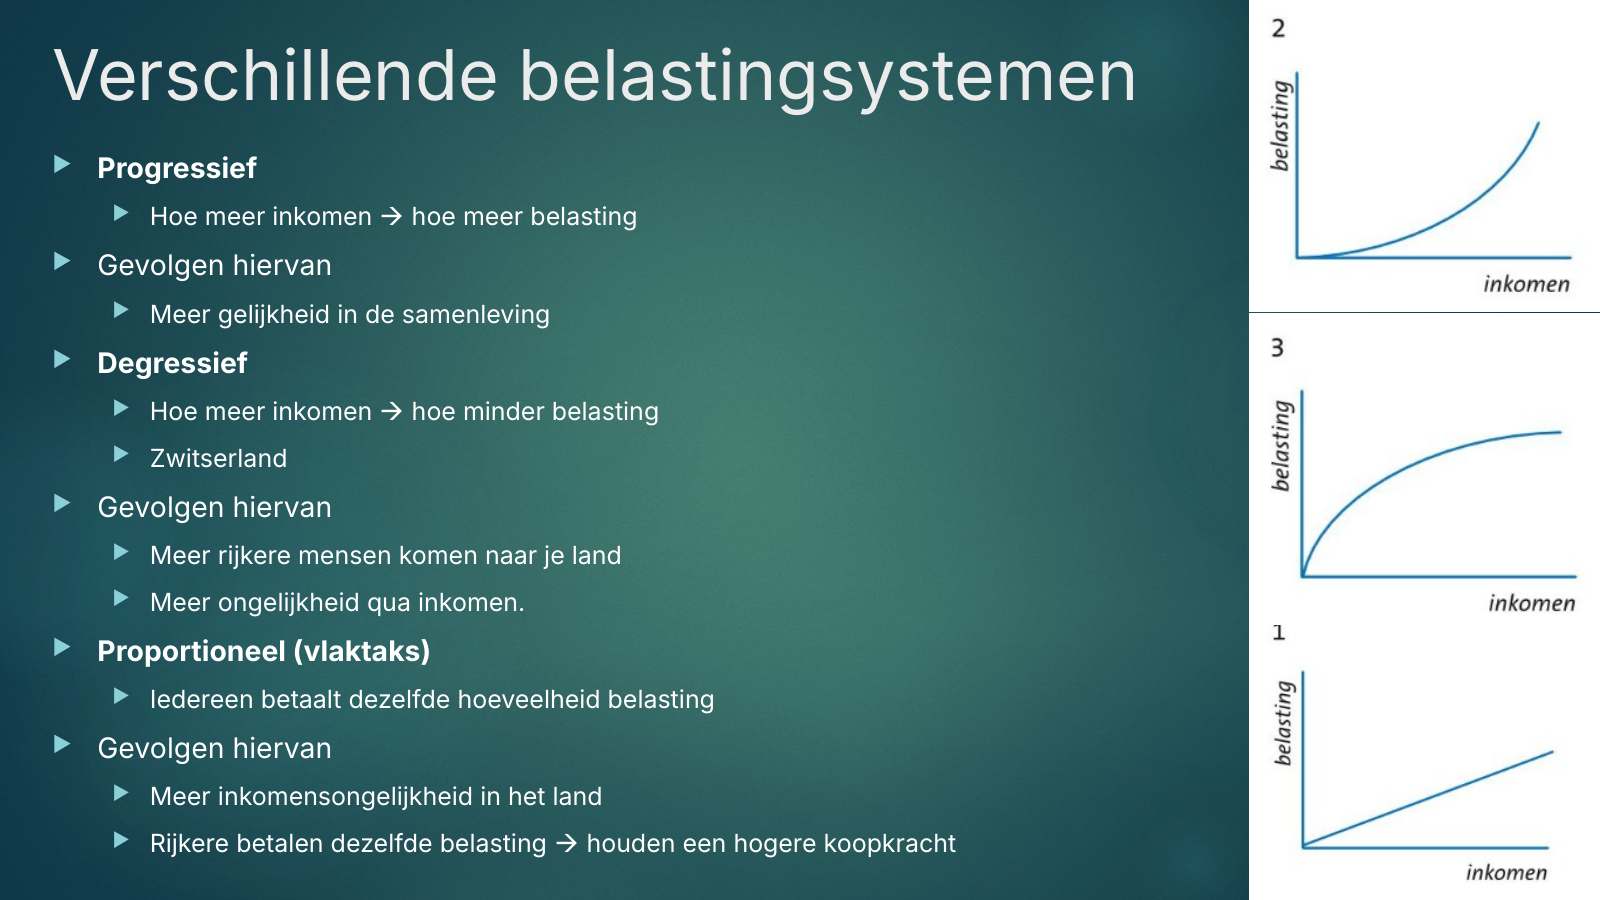 Verschillende belastingsystemen
Progressief
Hoe meer inkomen → hoe meer belasting
Gevolgen hiervan
Meer gelijkheid in de samenleving
Degressief
Hoe meer inkomen → hoe minder belasting
Zwitserland
Gevolgen hiervan
Meer rijkere mensen komen naar je land
Meer ongelijkheid qua inkomen.
Proportioneel (vlaktaks)
Iedereen betaalt dezelfde hoeveelheid belasting
Gevolgen hiervan
Meer inkomensongelijkheid in het land
Rijkere betalen dezelfde belasting → houden een hogere koopkracht
2
belasting
inkomen
3
belasting
inkomen
1
belasting
inkomen